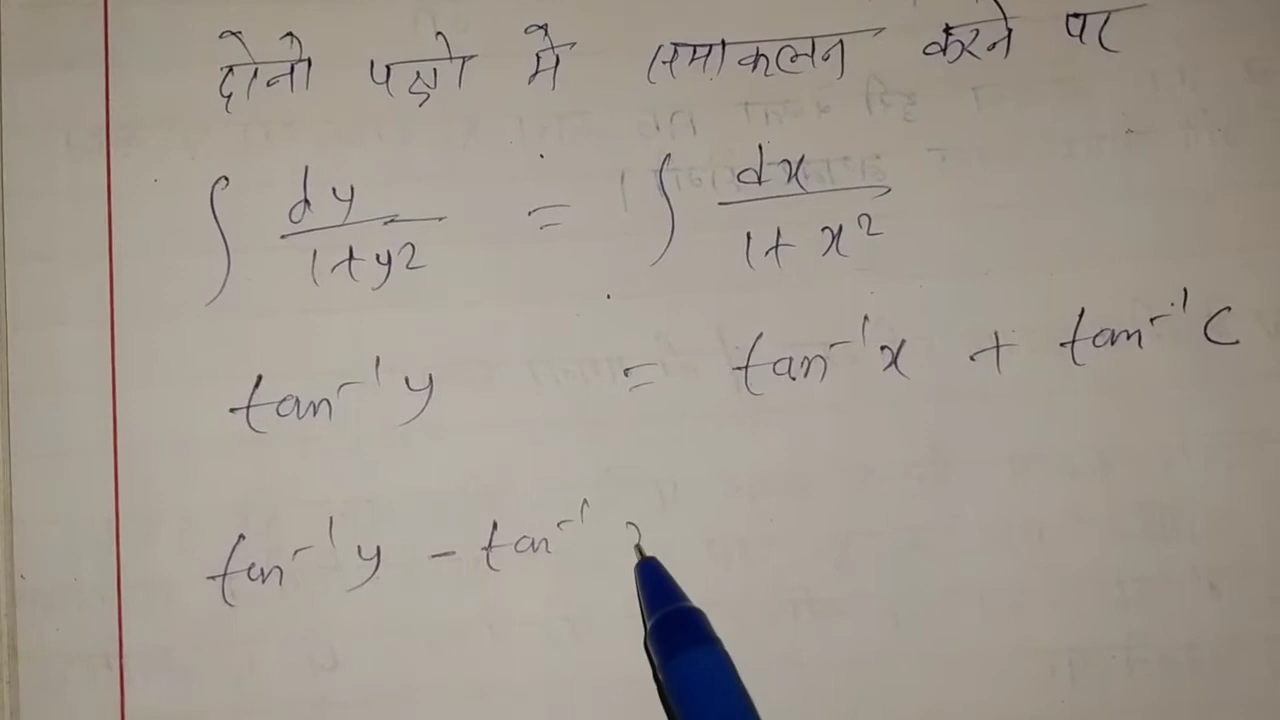 दोनो पक्षो मे समाकलन करने पर
∫ dy/1+y2 = ∫ dx/1+x²
tan⁻¹y = tan⁻¹x + tan⁻¹c
tan⁻¹y - tan⁻¹